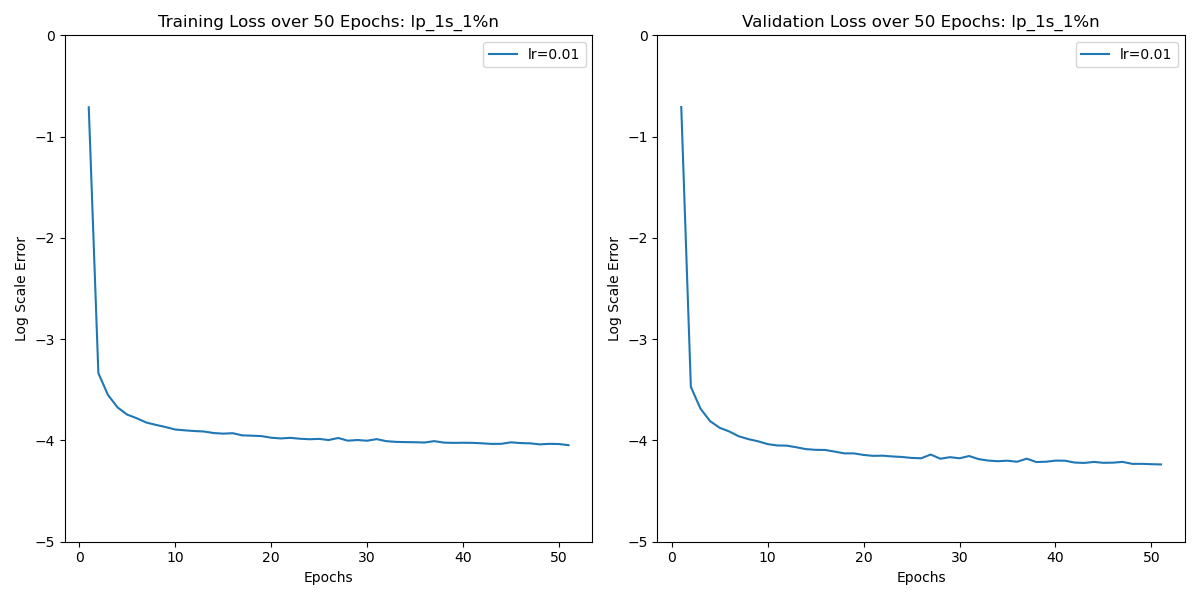 Training Loss over 50 Epochs: lp_1s_1%n
0
−1
−2
−3
−4
−5
Log Scale Error
lr=0.01
0 10 20 30 40 50
Epochs
Validation Loss over 50 Epochs: lp_1s_1%n
0
−1
−2
−3
−4
−5
Log Scale Error
lr=0.01
0 10 20 30 40 50
Epochs